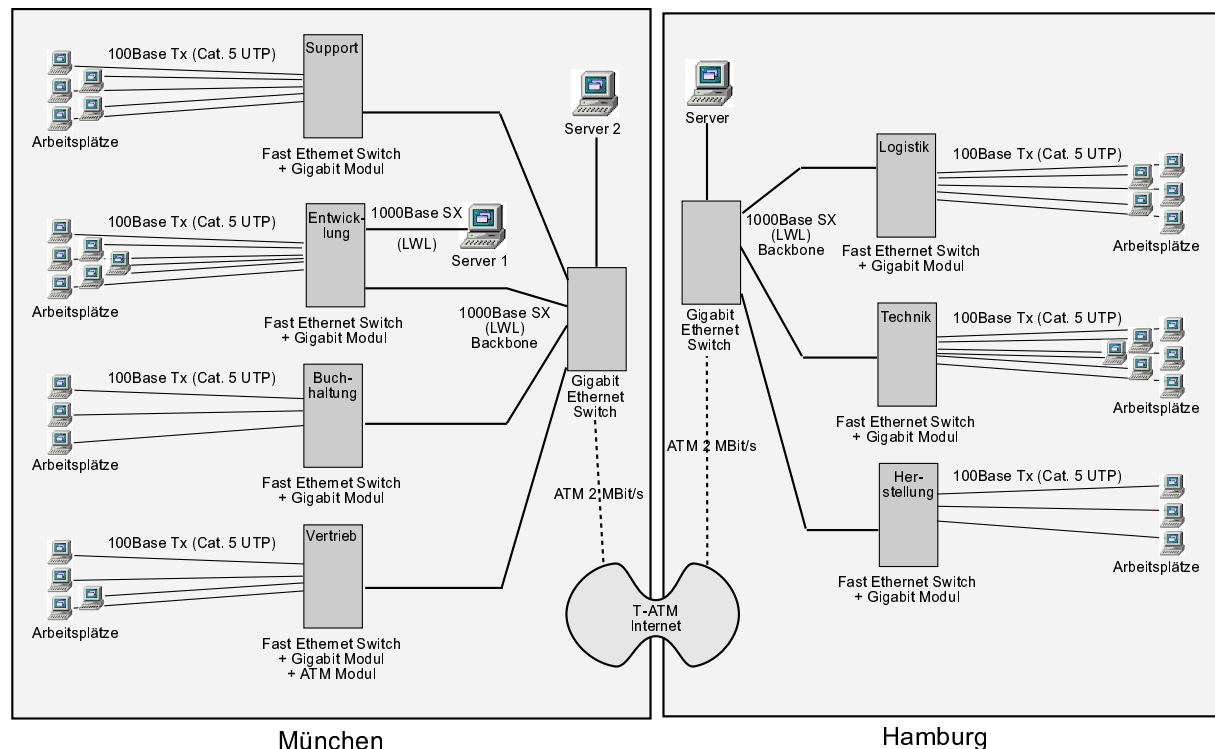 100Base Tx (Cat. 5 UTP)
Support
Arbeitsplätze
Fast Ethernet Switch
+ Gigabit Modul
Server 2
100Base Tx (Cat. 5 UTP)
Entwick-
lung
1000Base SX
(LWL)
Server 1
Arbeitsplätze
Fast Ethernet Switch
+ Gigabit Modul
1000Base SX
(LWL)
Backbone
Gigabit
Ethernet
Switch
100Base Tx (Cat. 5 UTP)
Buch-
haltung
Arbeitsplätze
Fast Ethernet Switch
+ Gigabit Modul
ATM 2 MBit/s
100Base Tx (Cat. 5 UTP)
Vertrieb
Arbeitsplätze
Fast Ethernet Switch
+ Gigabit Modul
+ ATM Modul
T-ATM
Internet
München
Server
Logistik
100Base Tx (Cat. 5 UTP)
1000Base SX
(LWL)
Backbone
Arbeitsplätze
Fast Ethernet Switch
+ Gigabit Modul
Gigabit
Ethernet
Switch
Technik
100Base Tx (Cat. 5 UTP)
Arbeitsplätze
Fast Ethernet Switch
+ Gigabit Modul
ATM 2 MBit/s
Her-
stellung
100Base Tx (Cat. 5 UTP)
Arbeitsplätze
Fast Ethernet Switch
+ Gigabit Modul
Hamburg